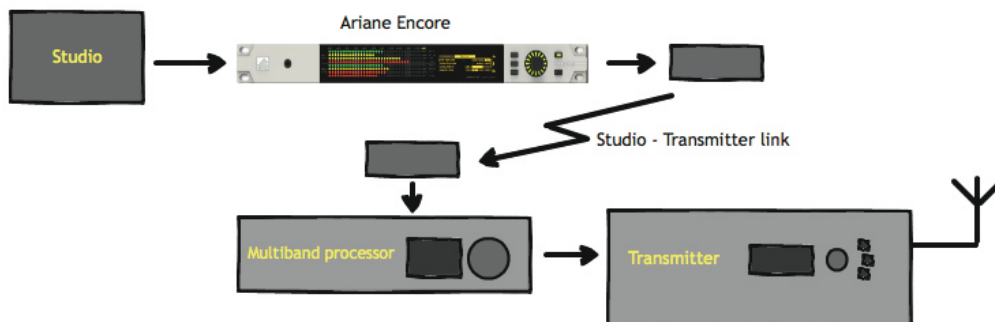 Ariane Encore
Studio
Studio - Transmitter link
Multiband processor
Transmitter